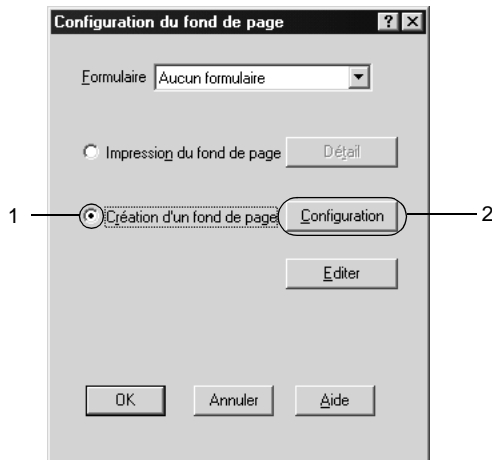 Configuration du fond de page
Formulaire Aucun formulaire
Impression du fond de page Détail
1 Création d'un fond de page Configuration 2
Editer
OK Annuler Aide